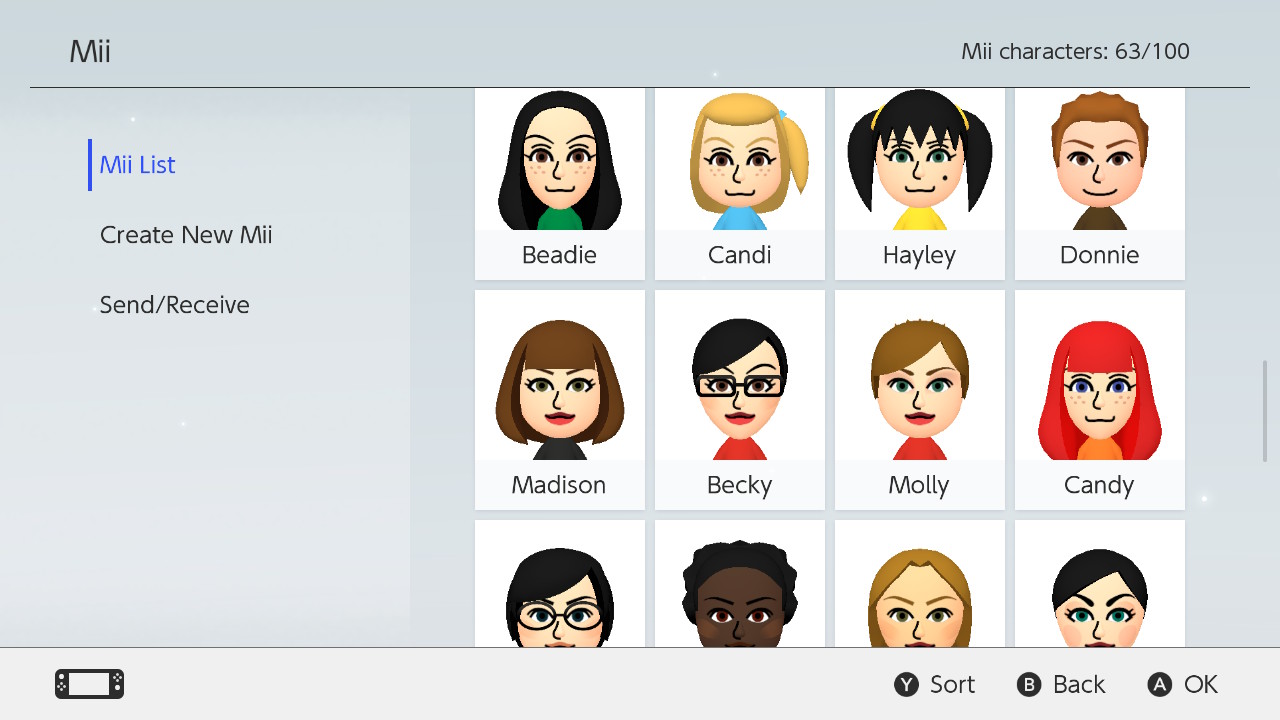 Mii
Mii characters: 63/100
Mii List
Create New Mii
Send/Receive
Beadie
Candi
Hayley
Donnie
Madison
Becky
Molly
Candy
Y Sort
B Back
A OK